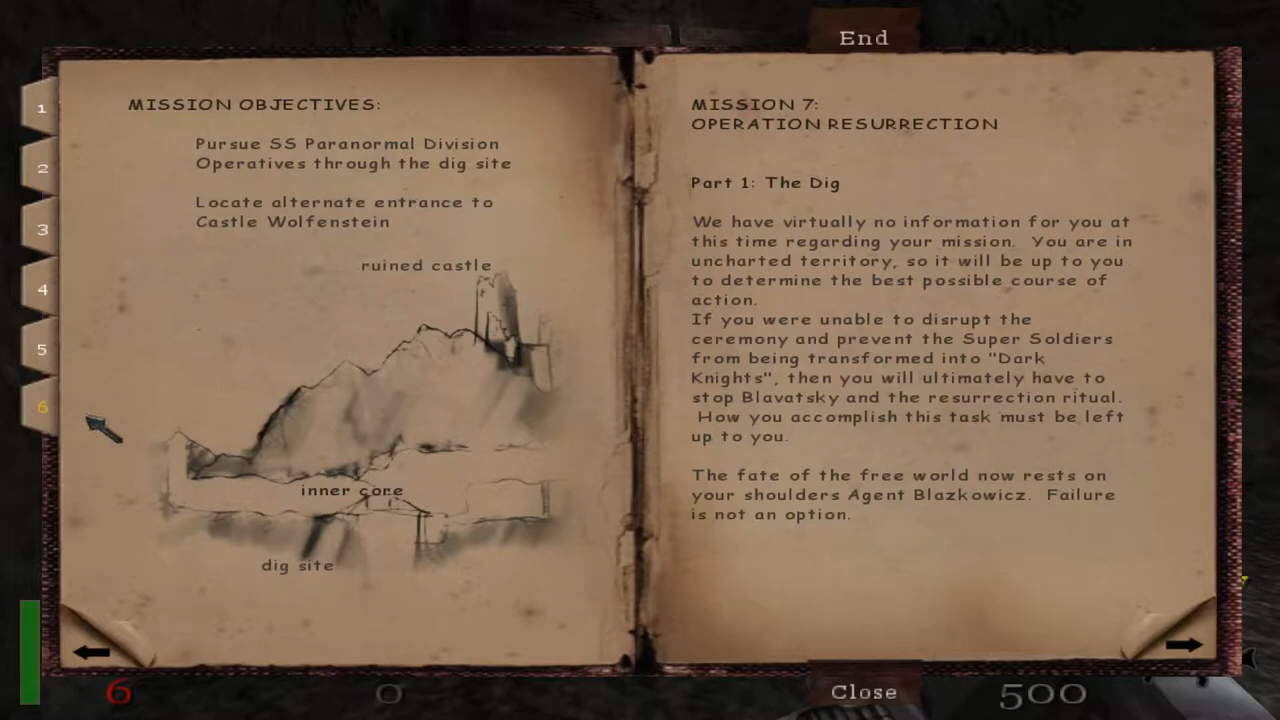 End
1
2
3
4
5
6
MISSION OBJECTIVES:
Pursue SS Paranormal Division
Operatives through the dig site
Locate alternate entrance to
Castle Wolfenstein
ruined castle
inner core
dig site
MISSION 7:
OPERATION RESURRECTION
Part 1: The Dig
We have virtually no information for you at
this time regarding your mission.  You are in
uncharted territory, so it will be up to you
to determine the best possible course of
action.
If you were unable to disrupt the
ceremony and prevent the Super Soldiers
from being transformed into "Dark
Knights", then you will ultimately have to
stop Blavatsky and the resurrection ritual.
How you accomplish this task must be left
up to you.
The fate of the free world now rests on
your shoulders Agent Blazkowicz.  Failure
is not an option.
6
0
Close
500